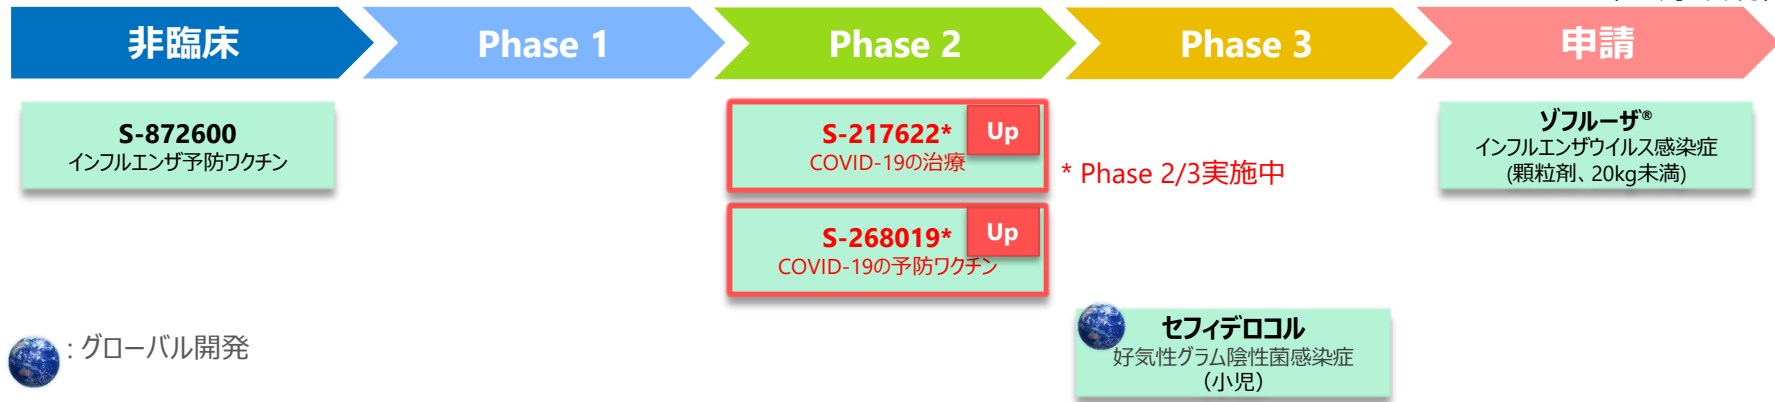 非臨床
Phase 1
Phase 2
Phase 3
申請
S-872600
インフルエンザ予防ワクチン
S-217622*
Up
COVID-19の治療
* Phase 2/3実施中
ゾフルーザ®
インフルエンザウイルス感染症
(顆粒剤、20kg未満)
S-268019*
Up
COVID-19の予防ワクチン
セフィデロコル
好気性グラム陰性菌感染症
(小児)
: グローバル開発